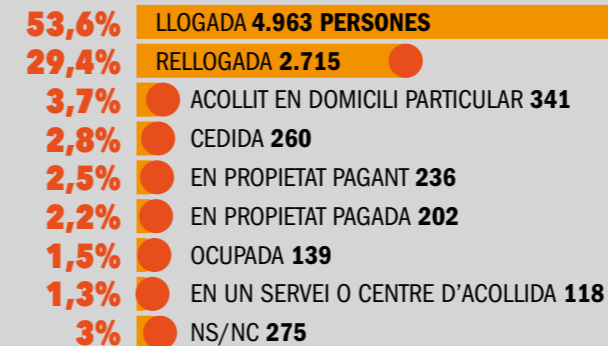 53,6% LLOGADA 4.963 PERSONES
29,4% RELLOGADA 2.715
3,7% ACOLLIT EN DOMICILI PARTICULAR 341
2,8% CEDIDA 260
2,5% EN PROPIETAT PAGANT 236
2,2% EN PROPIETAT PAGADA 202
1,5% OCUPADA 139
1,3% EN UN SERVEI O CENTRE D'ACOLLIDA 118
3% NS/NC 275